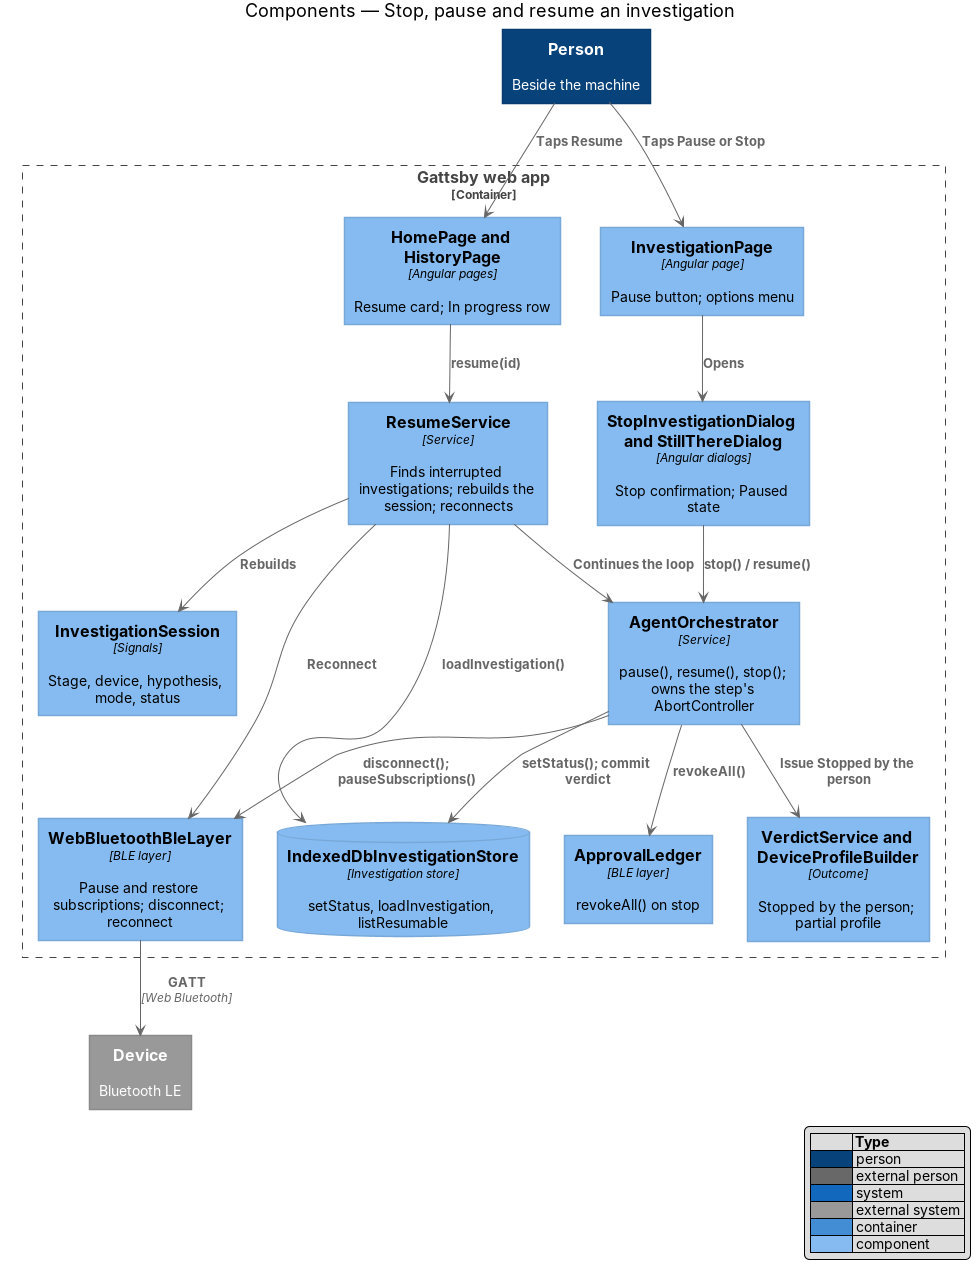 Components — Stop, pause and resume an investigation
Person
Beside the machine
Taps Resume
Taps Pause or Stop
Gattsby web app
[Container]
HomePage and
HistoryPage
[Angular pages]
Resume card; In progress row
InvestigationPage
[Angular page]
Pause button; options menu
resume(id)
Opens
ResumeService
[Service]
Finds interrupted
investigations; rebuilds the
session; reconnects
StopInvestigationDialog
and StillThereDialog
[Angular dialogs]
Stop confirmation; Paused
state
Rebuilds
Continues the loop
stop() / resume()
InvestigationSession
[Signals]
Stage, device, hypothesis,
mode, status
Reconnect
loadInvestigation()
AgentOrchestrator
[Service]
pause(), resume(), stop();
owns the step's
AbortController
disconnect();
pauseSubscriptions()
setStatus(); commit
verdict
revokeAll()
Issue Stopped by the
person
WebBluetoothBleLayer
[BLE layer]
Pause and restore
subscriptions; disconnect;
reconnect
IndexedDbInvestigationStore
[Investigation store]
setStatus, loadInvestigation,
listResumable
ApprovalLedger
[BLE layer]
revokeAll() on stop
VerdictService and
DeviceProfileBuilder
[Outcome]
Stopped by the person;
partial profile
GATT
[Web Bluetooth]
Device
Bluetooth LE
Type
person
external person
system
external system
container
component